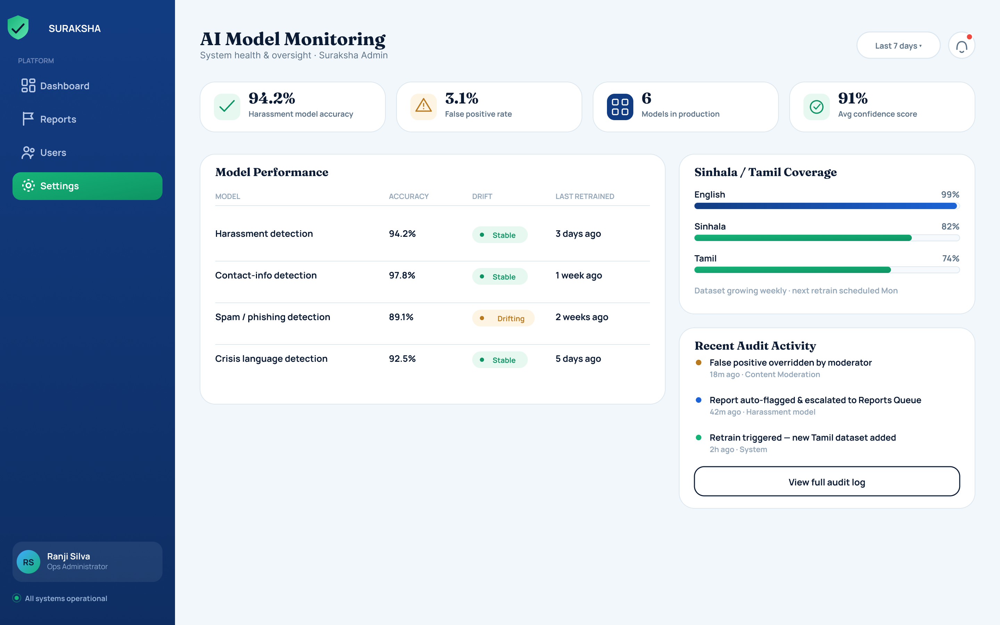 SURAKSHA
PLATFORM
Dashboard
Reports
Users
Settings
RS
Ranji Silva
Ops Administrator
All systems operational
AI Model Monitoring
System health & oversight · Suraksha Admin
Last 7 days ▾
94.2%
Harassment model accuracy
3.1%
False positive rate
6
Models in production
91%
Avg confidence score
Model Performance
MODEL ACCURACY DRIFT LAST RETRAINED
Harassment detection 94.2% Stable 3 days ago
Contact-info detection 97.8% Stable 1 week ago
Spam / phishing detection 89.1% Drifting 2 weeks ago
Crisis language detection 92.5% Stable 5 days ago
Sinhala / Tamil Coverage
English 99%
Sinhala 82%
Tamil 74%
Dataset growing weekly · next retrain scheduled Mon
Recent Audit Activity
False positive overridden by moderator
18m ago · Content Moderation
Report auto-flagged & escalated to Reports Queue
42m ago · Harassment model
Retrain triggered — new Tamil dataset added
2h ago · System
View full audit log